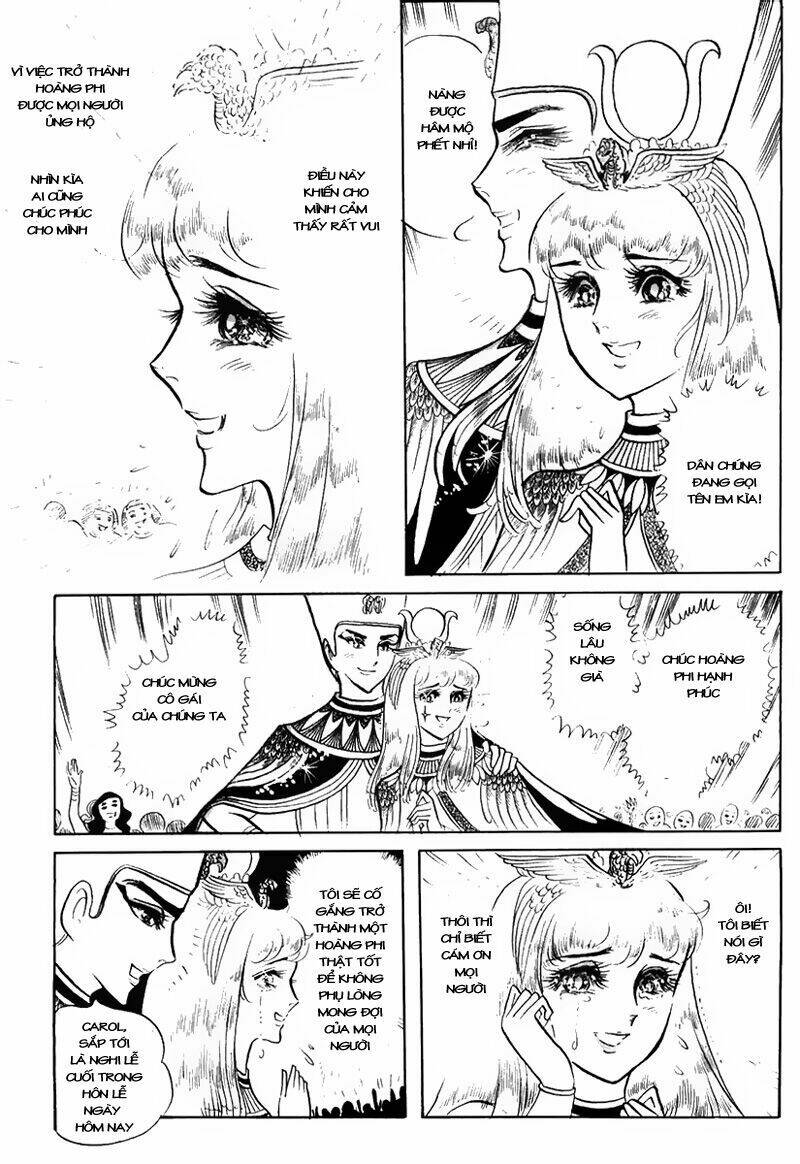 NÀNG
ĐƯỢC
HÂM MỘ
PHẾT NHỈ!
DÂN CHÚNG
ĐANG GỌI
TÊN EM KÌA!
VÌ VIỆC TRỞ THÀNH
HOÀNG PHI
ĐƯỢC MỌI NGƯỜI
ỦNG HỘ
ĐIỀU NÀY
KHIẾN CHO
MÌNH CẢM
THẤY RẤT VUI
NHÌN KÌA
AI CŨNG
CHÚC PHÚC
CHO MÌNH
CHÚC HOÀNG
PHI HẠNH
PHÚC
SỐNG
LÂU
KHÔNG
GIÀ
CHÚC MỪNG
CÔ GÁI
CỦA CHÚNG TA
ÔI!
TÔI BIẾT
NÓI GÌ
ĐÂY?
THÔI THÌ
CHỈ BIẾT
CÁM ƠN
MỌI
NGƯỜI
TÔI SẼ CỐ
GẮNG TRỞ
THÀNH MỘT
HOÀNG PHI
THẬT TỐT
ĐỂ KHÔNG
PHỤ LÒNG
MONG ĐỢI
CỦA MỌI
NGƯỜI
CAROL,
SẮP TỚI
LÀ NGHI LỄ
CUỐI TRONG
HÔN LỄ
NGÀY
HÔM NAY